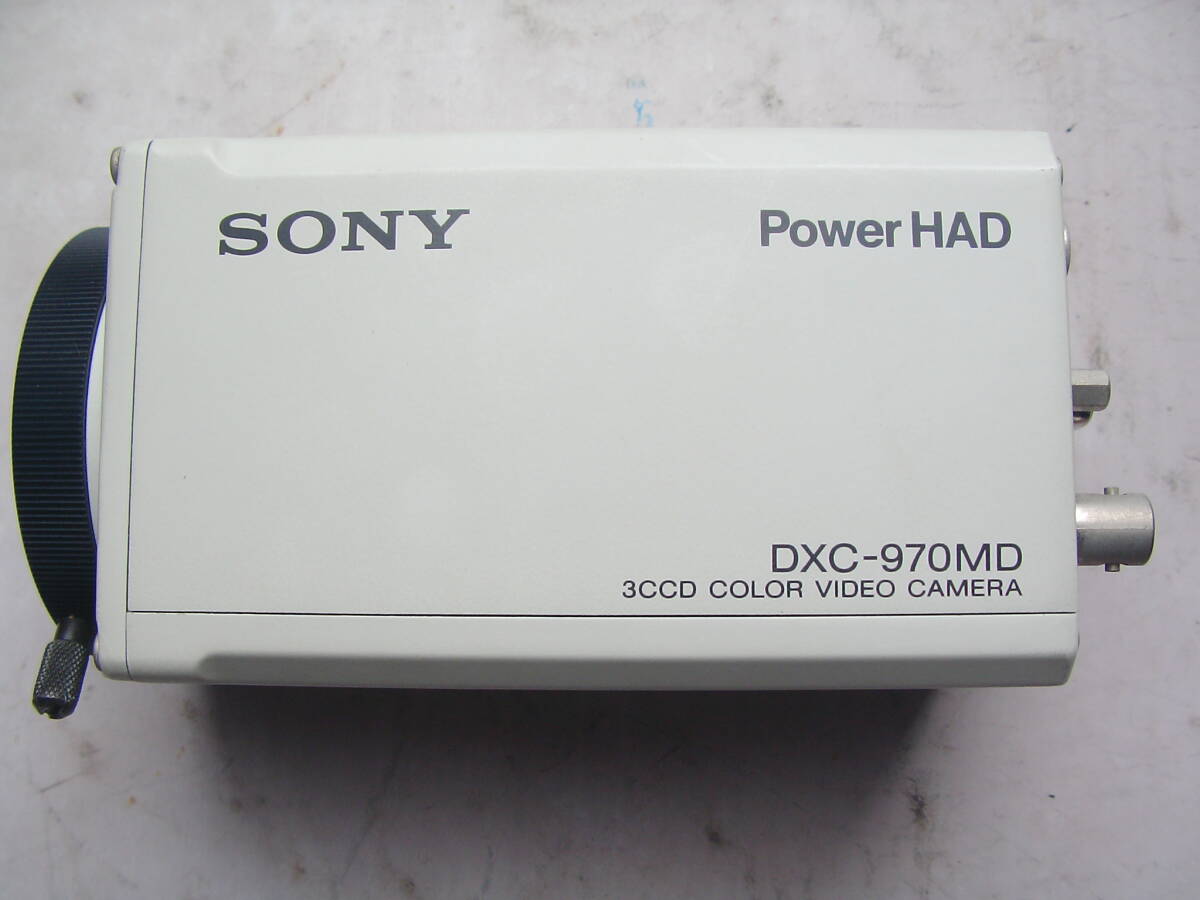 SONY
Power HAD
DXC-970MD
3CCD COLOR VIDEO CAMERA